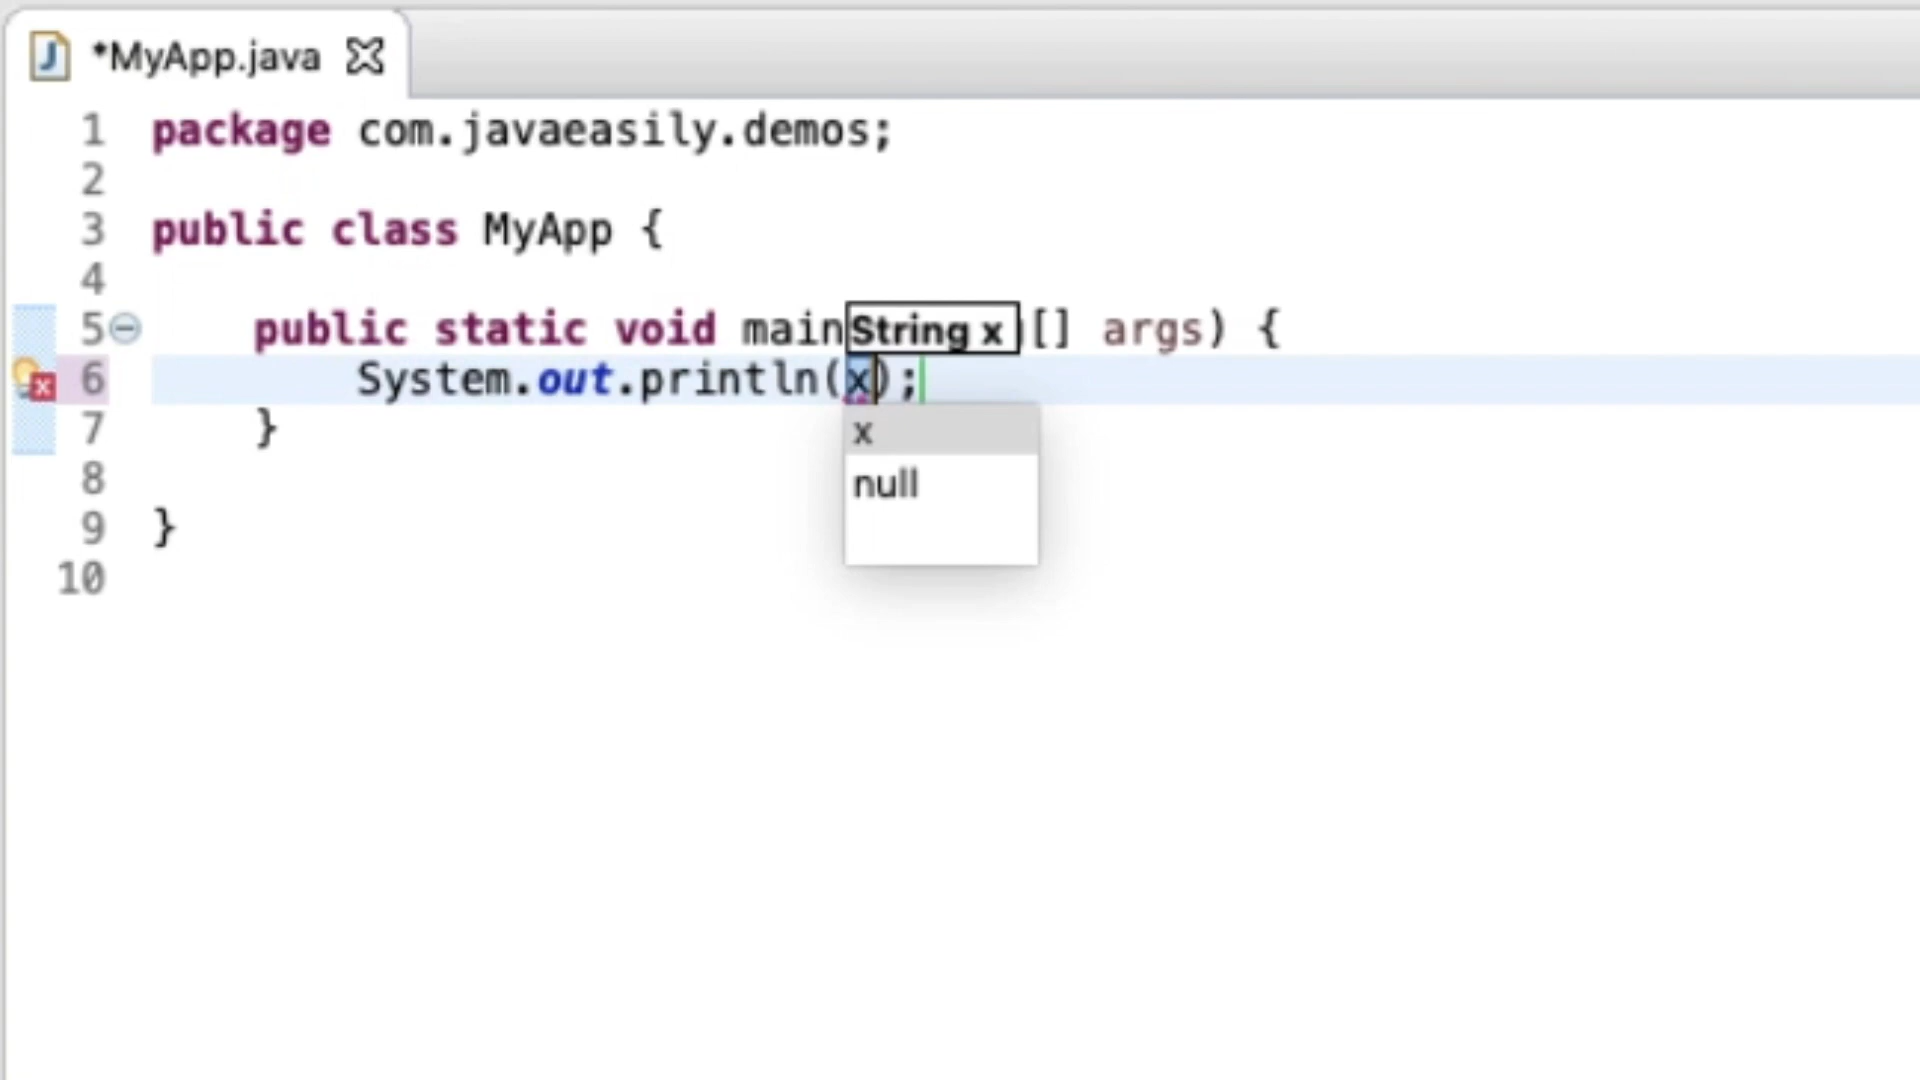 *MyApp.java
1 package com.javaeasily.demos;
2
3 public class MyApp {
4
5 public static void main String x [] args) {
6 System.out.println(x);
x
null
7 }
8
9 }
10